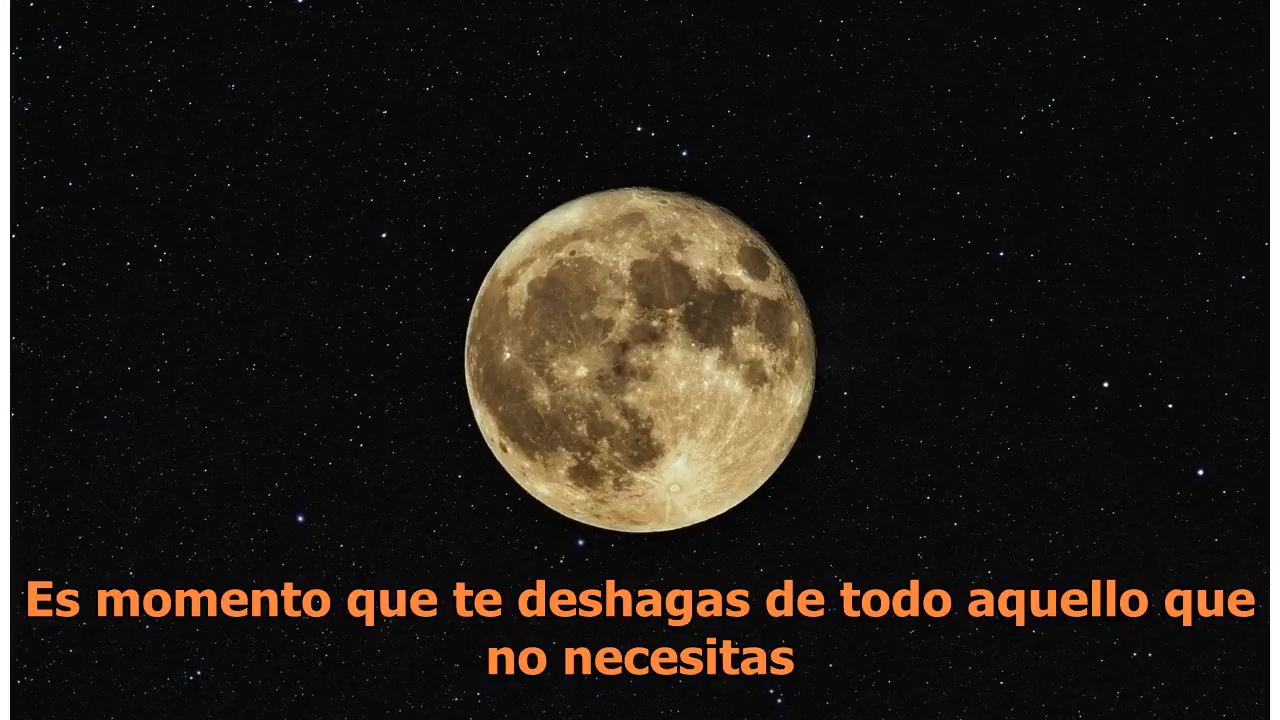 Es momento que te deshagas de todo aquello que
no necesitas